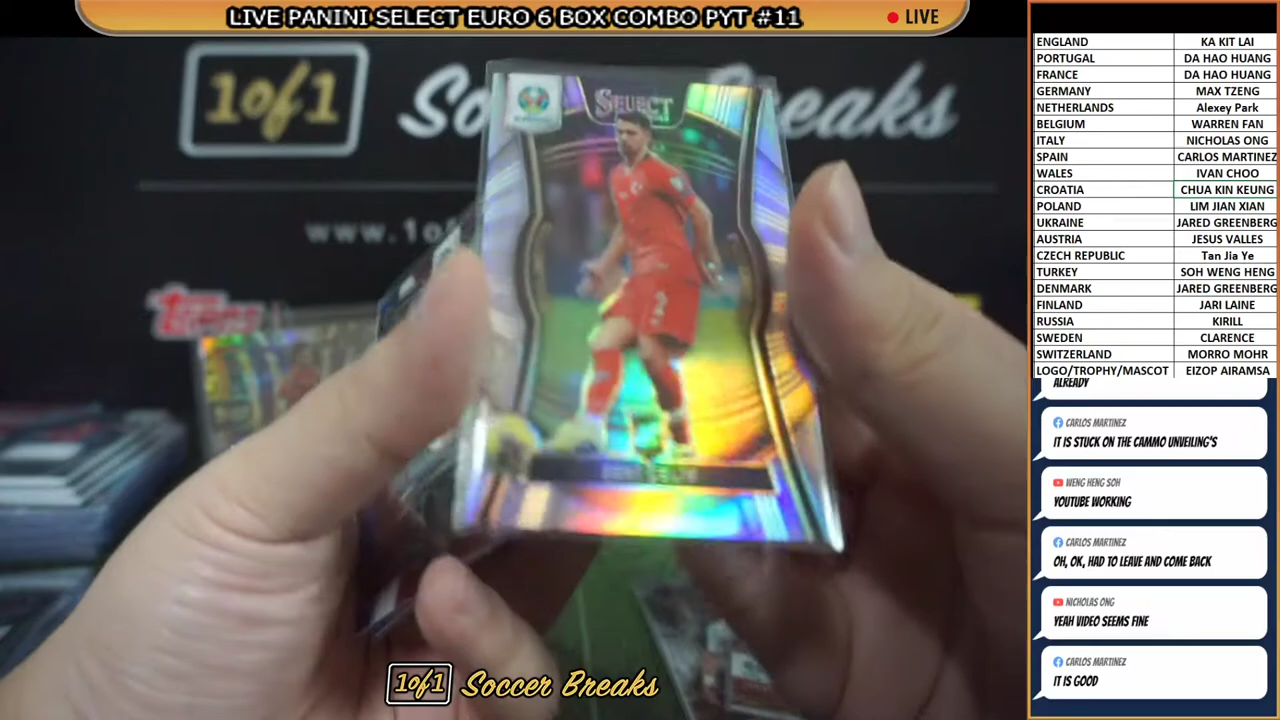 LIVE PANINI SELECT EURO 6 BOX COMBO PYT #11
LIVE
1of1
SELECT
2
topps
ENGLAND KA KIT LAI
PORTUGAL DA HAO HUANG
FRANCE DA HAO HUANG
GERMANY MAX TZENG
NETHERLANDS Alexey Park
BELGIUM WARREN FAN
ITALY NICHOLAS ONG
SPAIN CARLOS MARTINEZ
WALES IVAN CHOO
CROATIA CHUA KIN KEUNG
POLAND LIM JIAN XIAN
UKRAINE JARED GREENBERG
AUSTRIA JESUS VALLES
CZECH REPUBLIC Tan Jia Ye
TURKEY SOH WENG HENG
DENMARK JARED GREENBERG
FINLAND JARI LAINE
RUSSIA KIRILL
SWEDEN CLARENCE
SWITZERLAND MORRO MOHR
LOGO/TROPHY/MASCOT EIZOP AIRAMSA
ALREADY
CARLOS MARTINEZ
IT IS STUCK ON THE CAMMO UNVEILING'S
WENG HENG SOH
YOUTUBE WORKING
CARLOS MARTINEZ
OH, OK, HAD TO LEAVE AND COME BACK
NICHOLAS ONG
YEAH VIDEO SEEMS FINE
CARLOS MARTINEZ
IT IS GOOD
1of1 Soccer Breaks